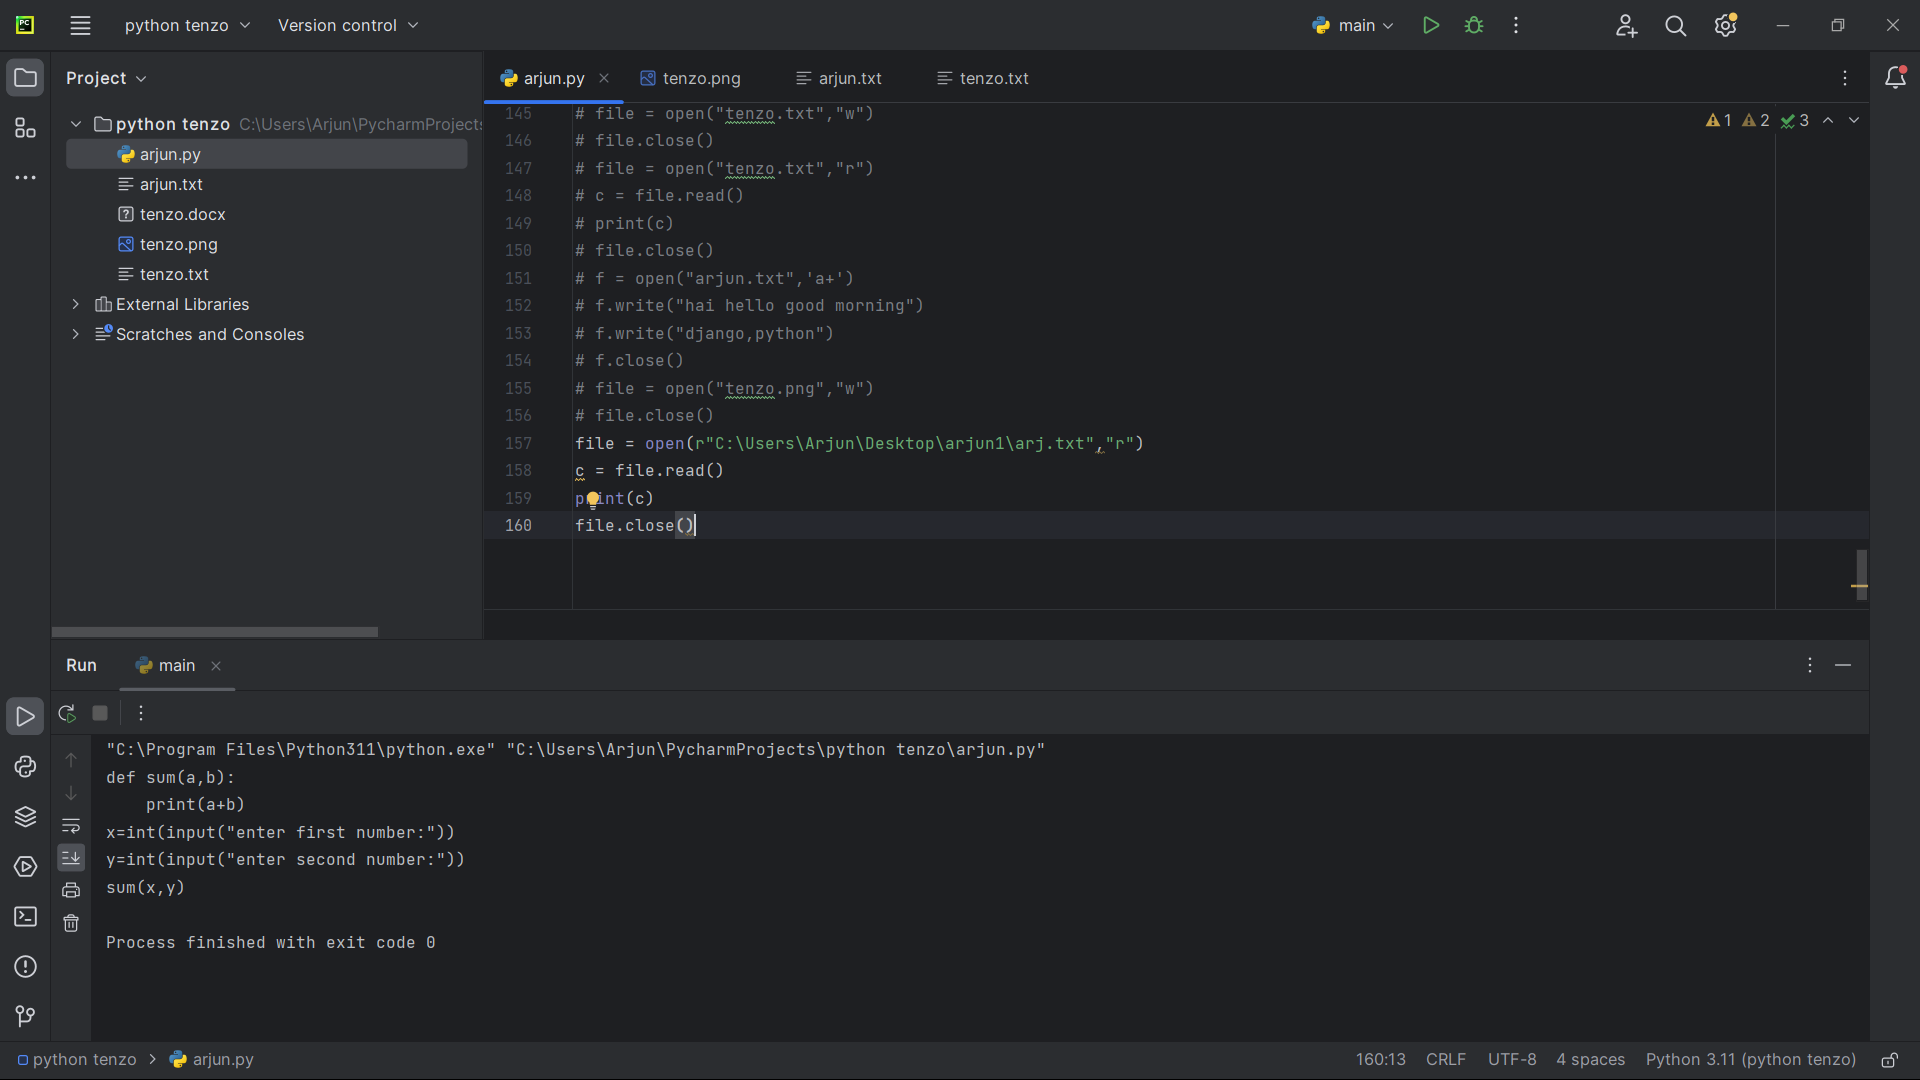 PC
python tenzo
Version control
main
Project
arjun.py
tenzo.png
arjun.txt
tenzo.txt
python tenzo C:\Users\Arjun\PycharmProjects
arjun.py
arjun.txt
tenzo.docx
tenzo.png
tenzo.txt
External Libraries
Scratches and Consoles
1 2 3
145 # file = open("tenzo.txt","w")
146 # file.close()
147 # file = open("tenzo.txt","r")
148 # c = file.read()
149 # print(c)
150 # file.close()
151 # f = open("arjun.txt",'a+')
152 # f.write("hai hello good morning")
153 # f.write("django,python")
154 # f.close()
155 # file = open("tenzo.png","w")
156 # file.close()
157 file = open(r"C:\Users\Arjun\Desktop\arjun1\arj.txt","r")
158 c = file.read()
159 print(c)
160 file.close()
Run
main
"C:\Program Files\Python311\python.exe" "C:\Users\Arjun\PycharmProjects\python tenzo\arjun.py"
def sum(a,b):
    print(a+b)
x=int(input("enter first number:"))
y=int(input("enter second number:"))
sum(x,y)
Process finished with exit code 0
python tenzo > arjun.py
160:13 CRLF UTF-8 4 spaces Python 3.11 (python tenzo)